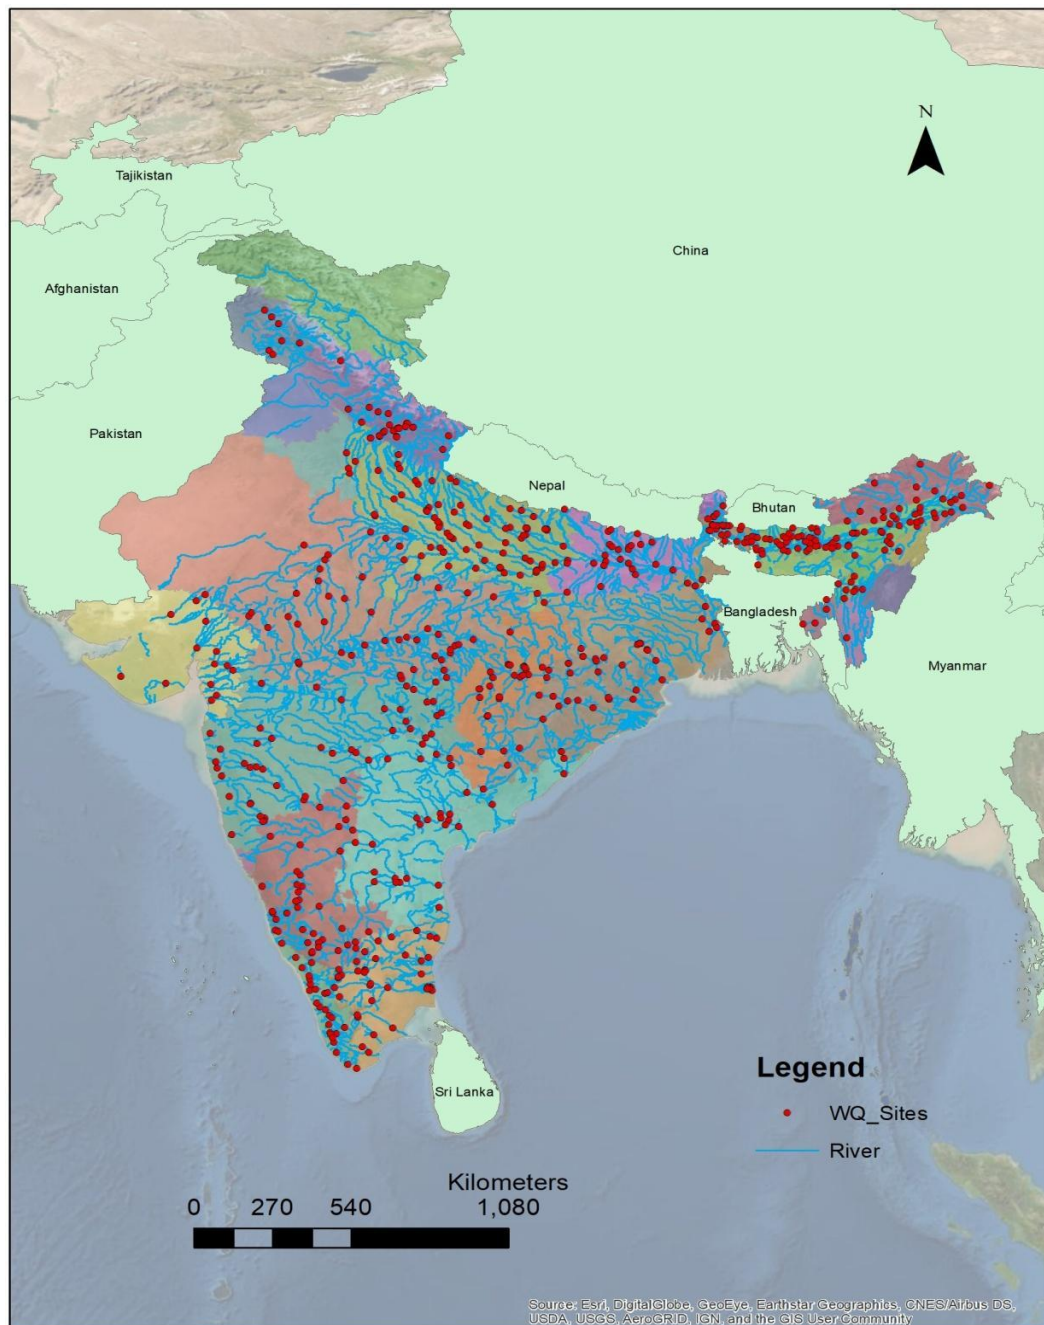 N
Tajikistan
China
Afghanistan
Pakistan
Nepal
Bhutan
Bangladesh
Myanmar
Sri Lanka
Legend
WQ_Sites
River
Kilometers
0 270 540 1,080
Source: Esri, DigitalGlobe, GeoEye, Earthstar Geographics, CNES/Airbus DS,
USDA, USGS, AeroGRID, IGN, and the GIS User Community